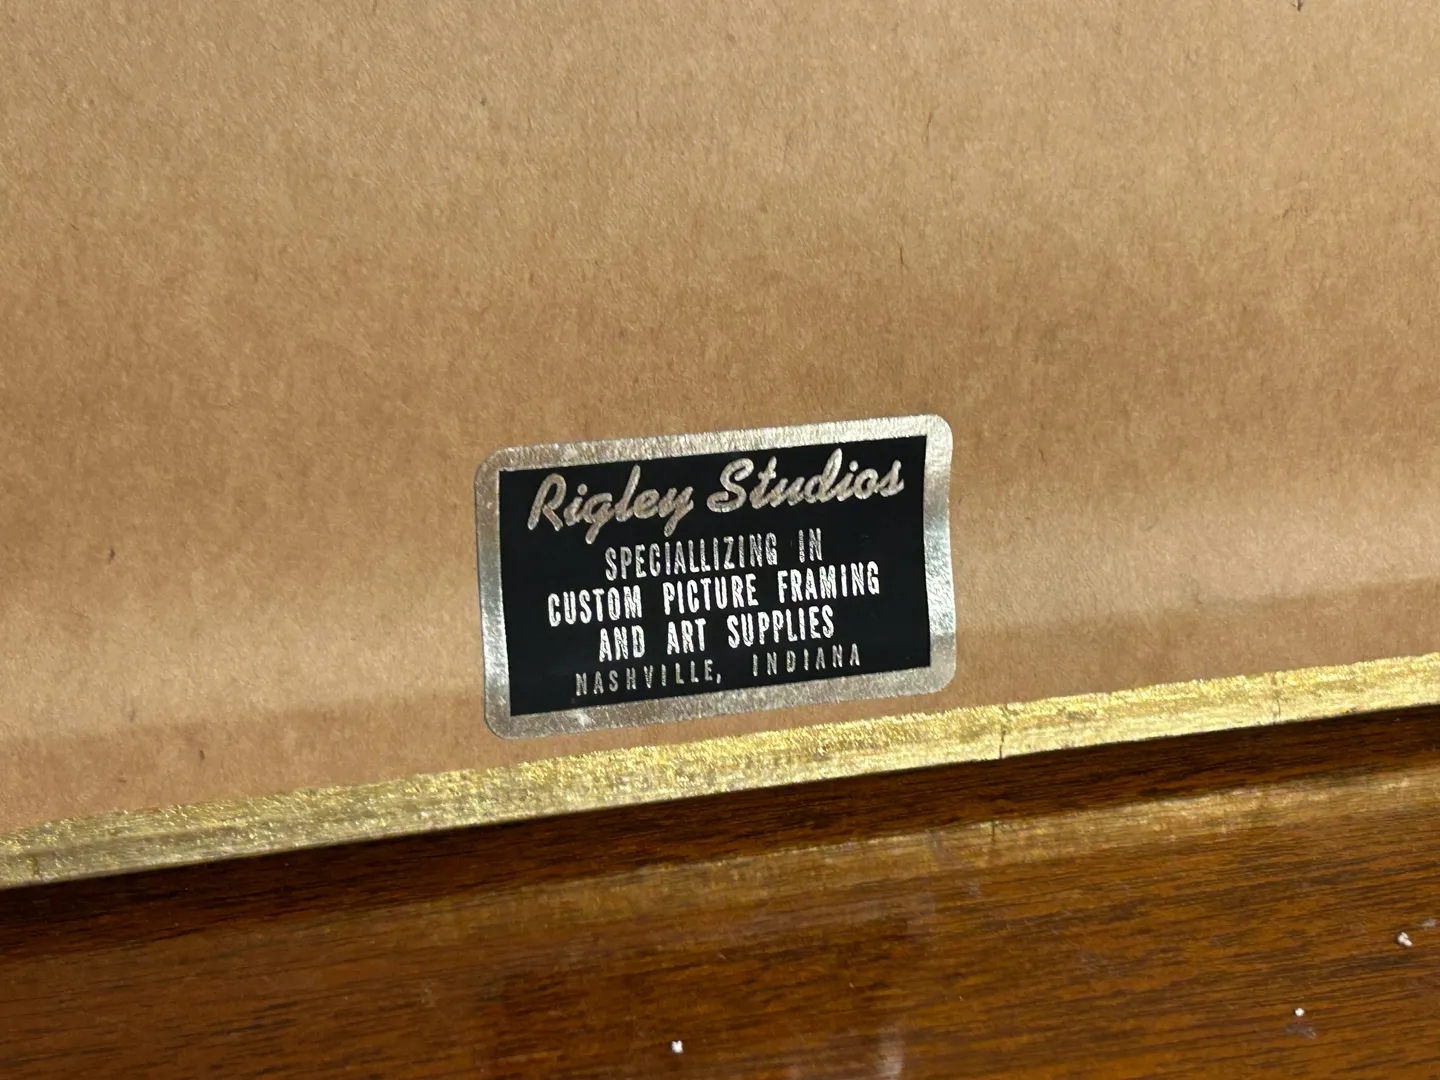 Rigley Studios
SPECIALLIZING IN
CUSTOM PICTURE FRAMING
AND ART SUPPLIES
NASHVILLE, INDIANA